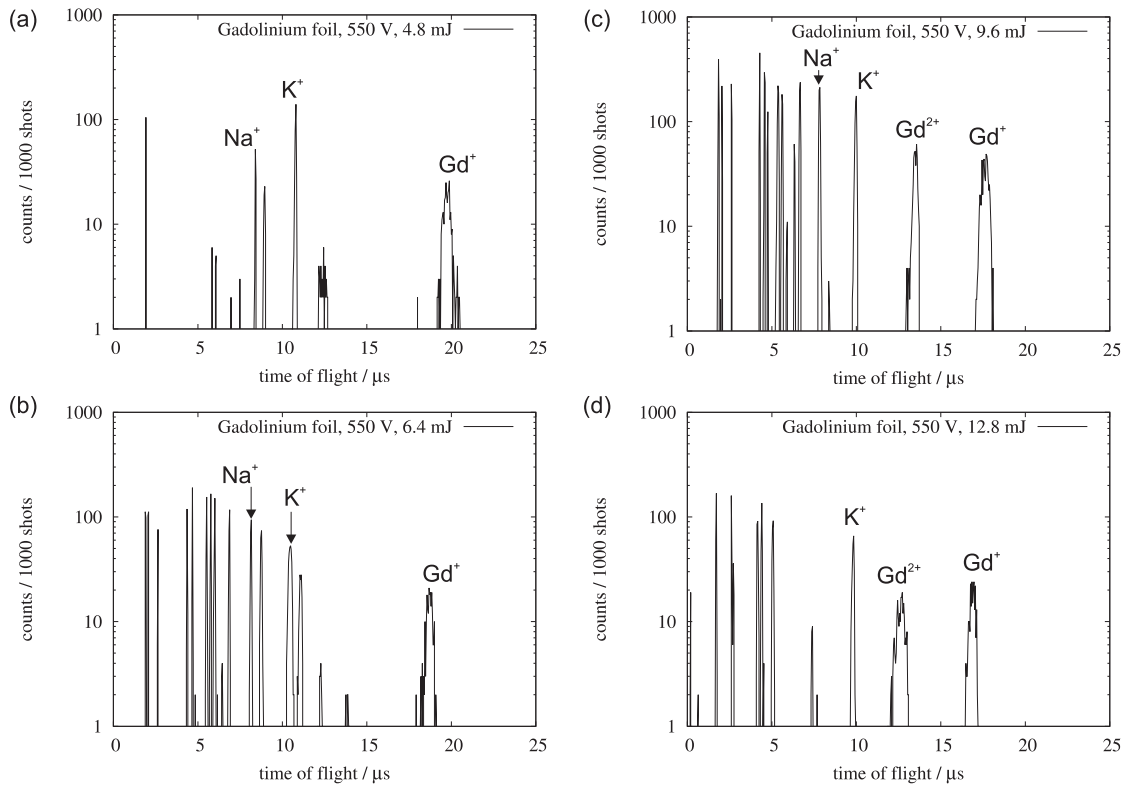 (a)
Gadolinium foil, 550 V, 4.8 mJ
1000
100
10
1
counts / 1000 shots
Na⁺
K⁺
Gd⁺
0 5 10 15 20 25
time of flight / μs
(b)
Gadolinium foil, 550 V, 6.4 mJ
1000
100
10
1
counts / 1000 shots
Na⁺
K⁺
Gd⁺
0 5 10 15 20 25
time of flight / μs
(c)
Gadolinium foil, 550 V, 9.6 mJ
1000
100
10
1
counts / 1000 shots
Na⁺
K⁺
Gd²⁺
Gd⁺
0 5 10 15 20 25
time of flight / μs
(d)
Gadolinium foil, 550 V, 12.8 mJ
1000
100
10
1
counts / 1000 shots
K⁺
Gd²⁺
Gd⁺
0 5 10 15 20 25
time of flight / μs